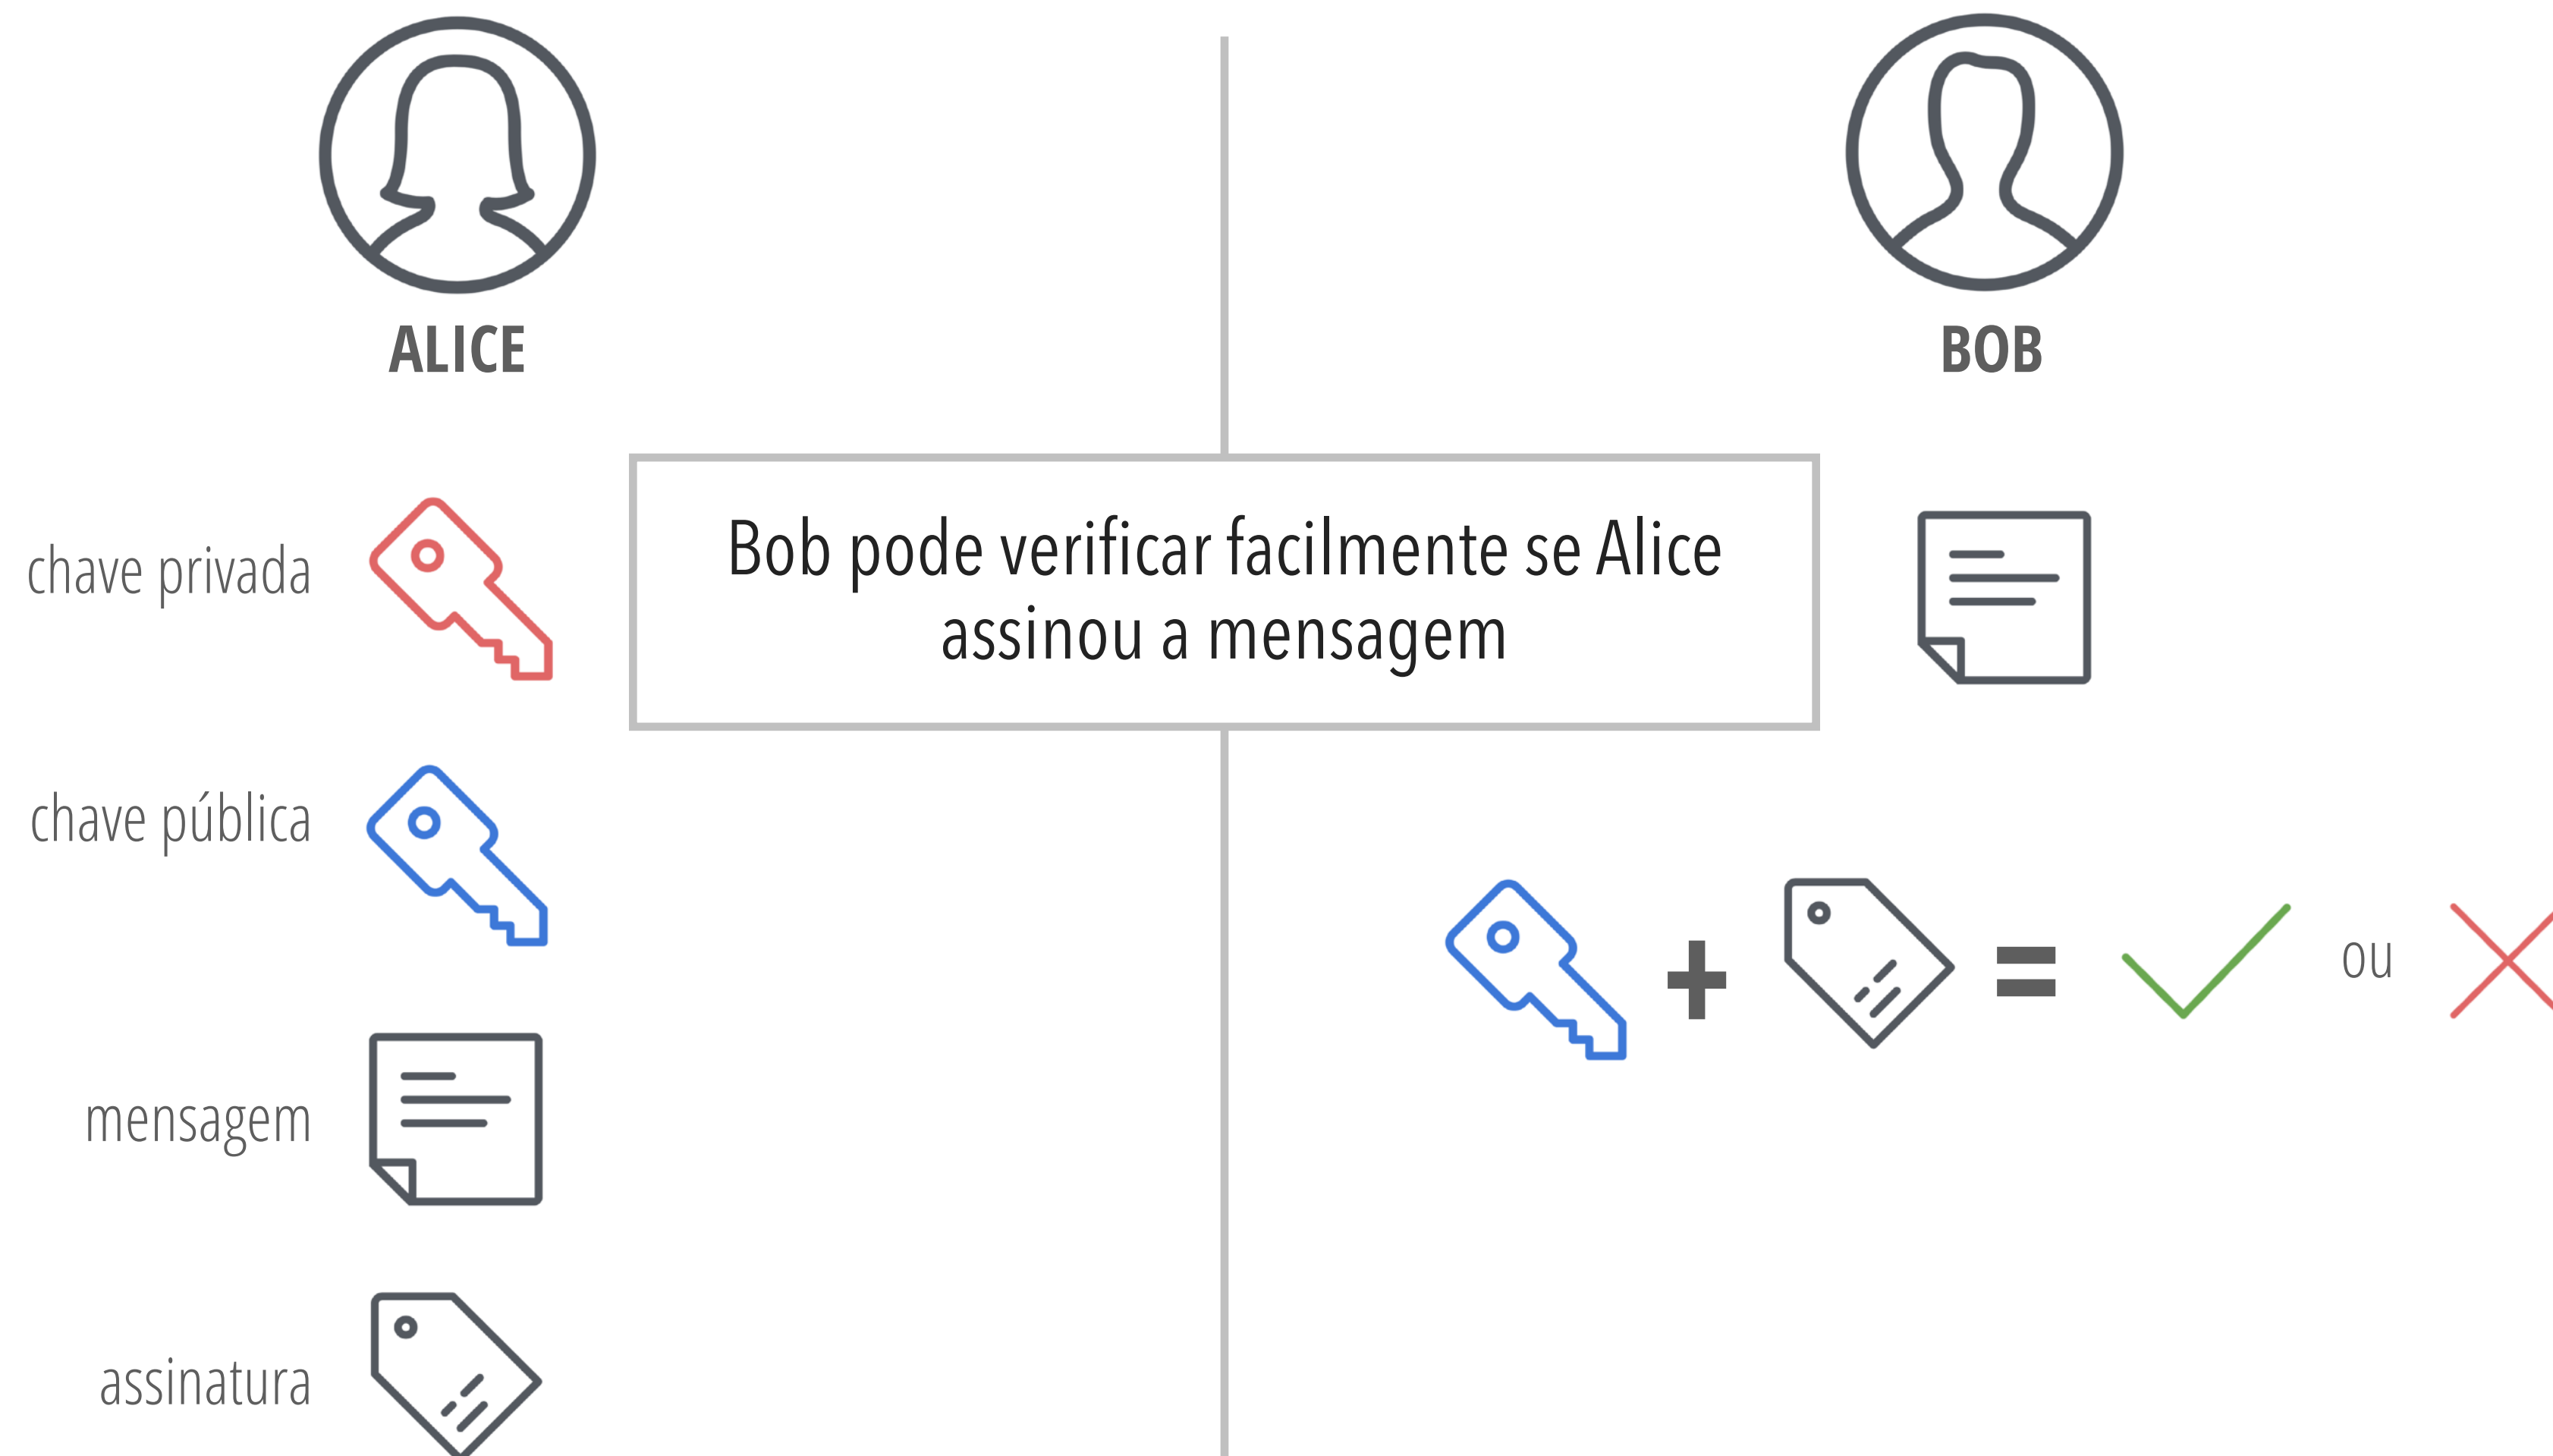 ALICE
BOB
chave privada
Bob pode verificar facilmente se Alice
assinou a mensagem
chave pública
ou
mensagem
assinatura